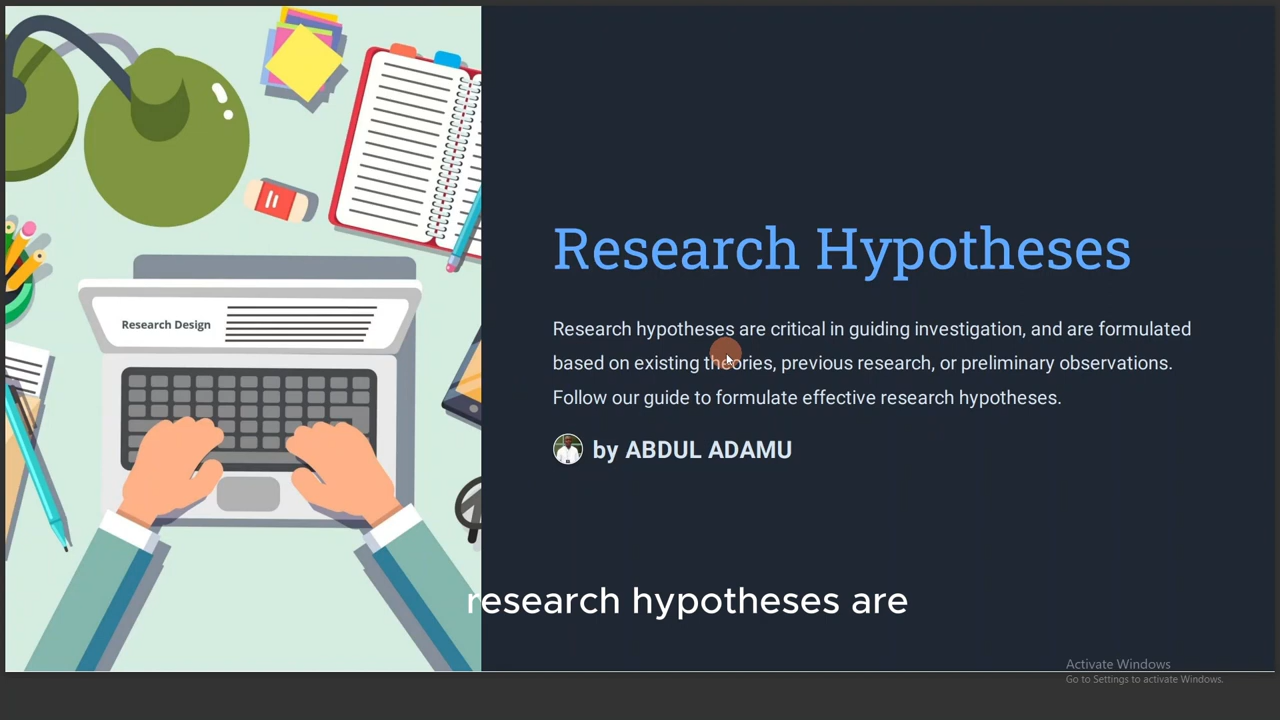 Research Design
Research Hypotheses
Research hypotheses are critical in guiding investigation, and are formulated
based on existing theories, previous research, or preliminary observations.
Follow our guide to formulate effective research hypotheses.
by ABDUL ADAMU
research hypotheses are
Activate Windows
Go to Settings to activate Windows.